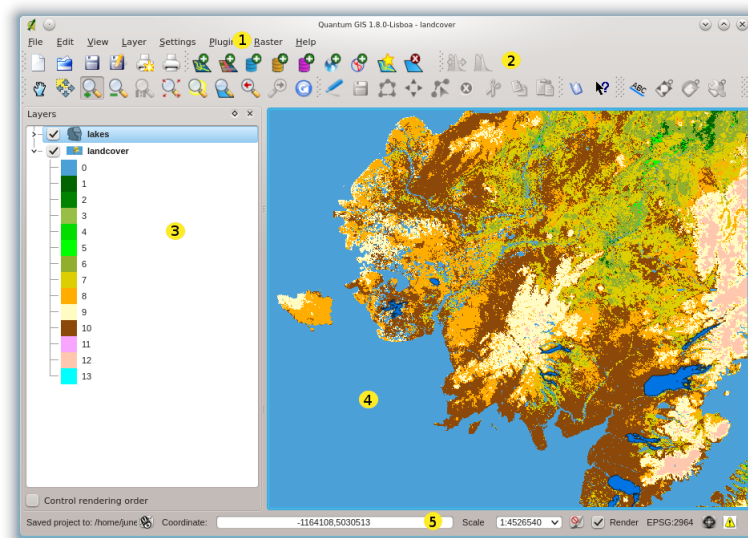 Quantum GIS 1.8.0-Lisboa - landcover
File Edit View Layer Settings Plugin 1 Raster Help
2
ABC
Layers
lakes
landcover
0
1
2
3
4
5
6
7
8
9
10
11
12
13
3
4
Control rendering order
Saved project to: /home/june Coordinate: -1164108,5030513 5 Scale 1:4526540 Render EPSG:2964